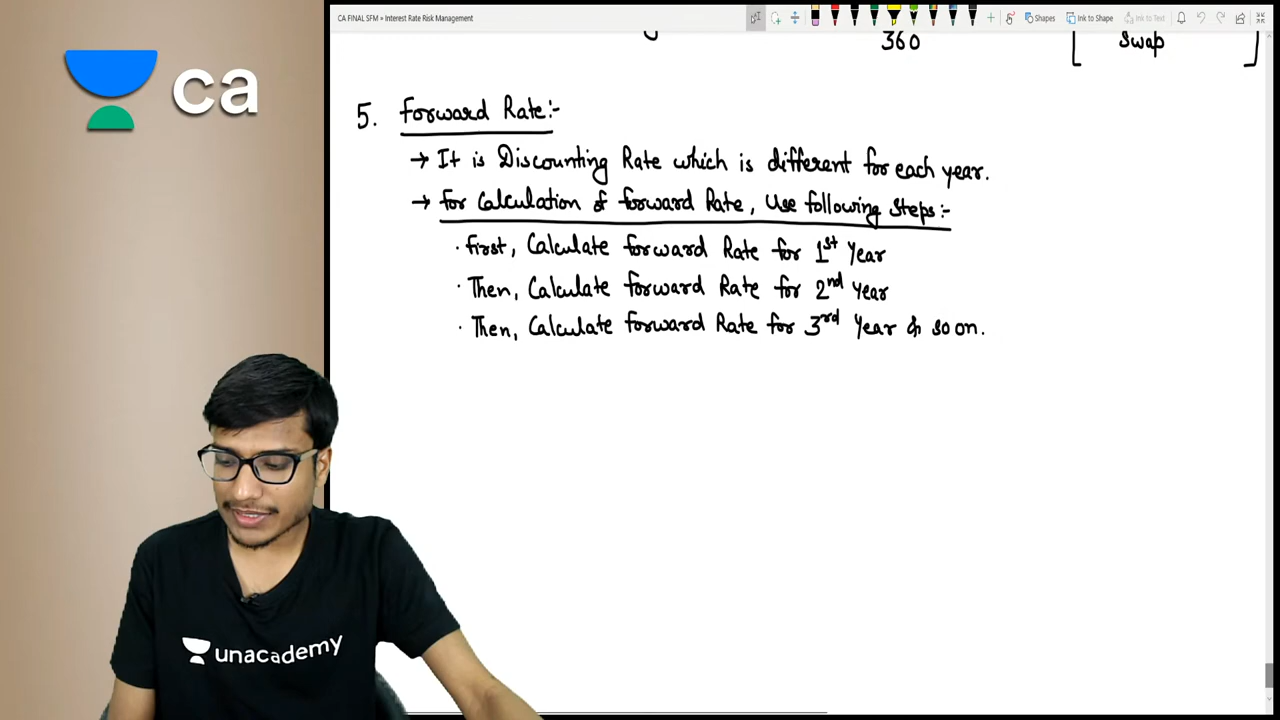 CA FINAL SFM » Interest Rate Risk Management
Shapes
Ink to Shape
Ink to Text
ca
360
Swap
5. Forward Rate:-
→ It is Discounting Rate which is different for each year.
→ For Calculation of forward Rate, Use following Steps:-
· First, Calculate forward Rate for 1st Year
· Then, Calculate forward Rate for 2nd Year
· Then, Calculate forward Rate for 3rd Year & so on.
unacademy